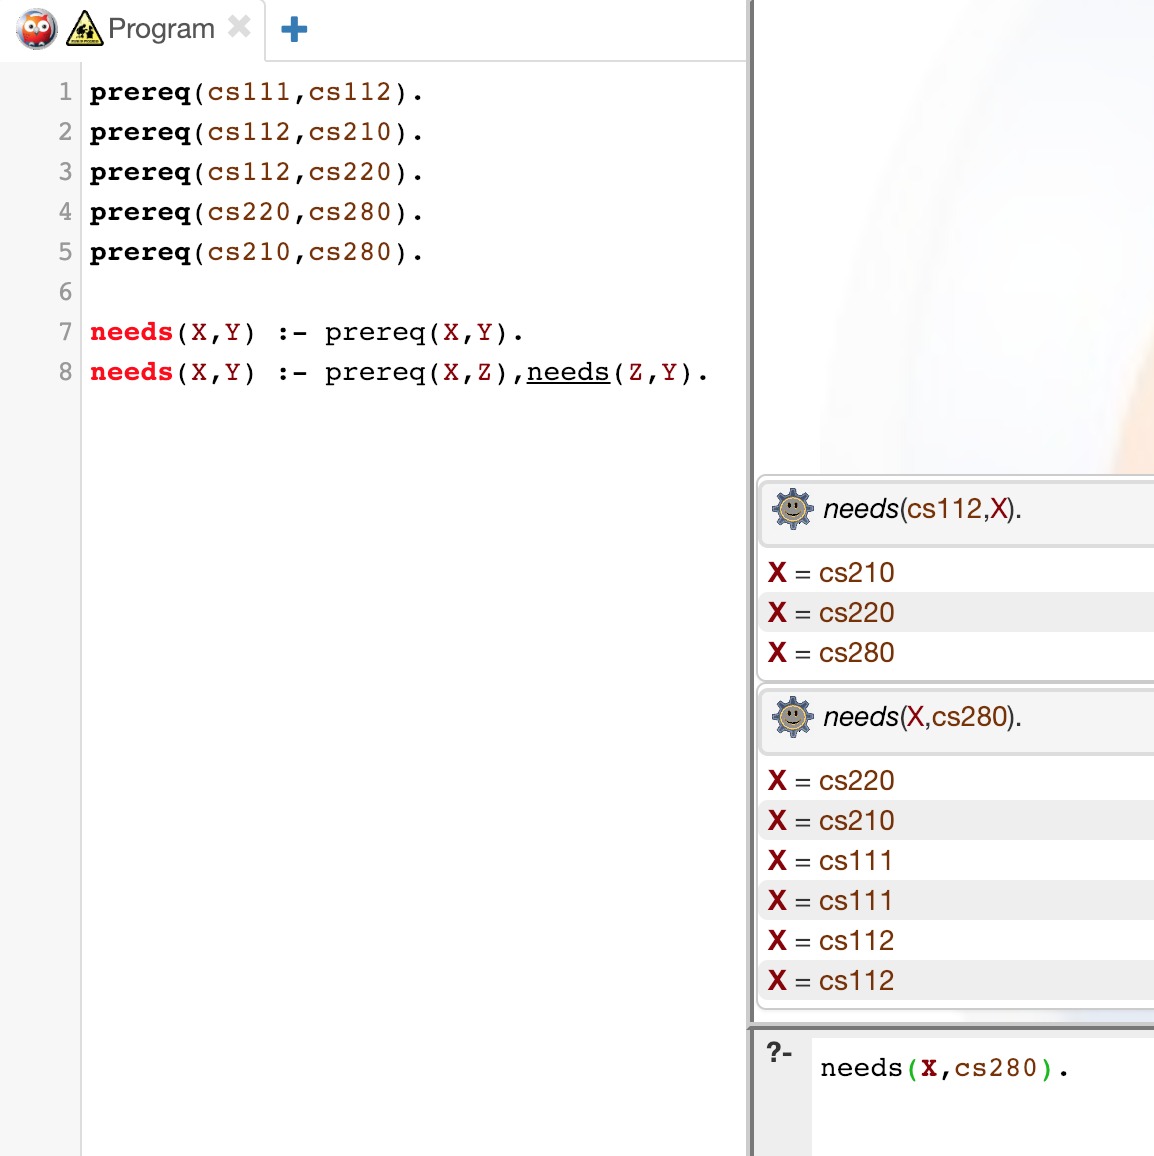 Program
1 prereq(cs111,cs112).
2 prereq(cs112,cs210).
3 prereq(cs112,cs220).
4 prereq(cs220,cs280).
5 prereq(cs210,cs280).
6
7 needs(X,Y) :- prereq(X,Y).
8 needs(X,Y) :- prereq(X,Z),needs(Z,Y).
needs(cs112,X).
X = cs210
X = cs220
X = cs280
needs(X,cs280).
X = cs220
X = cs210
X = cs111
X = cs111
X = cs112
X = cs112
?- needs(X,cs280).